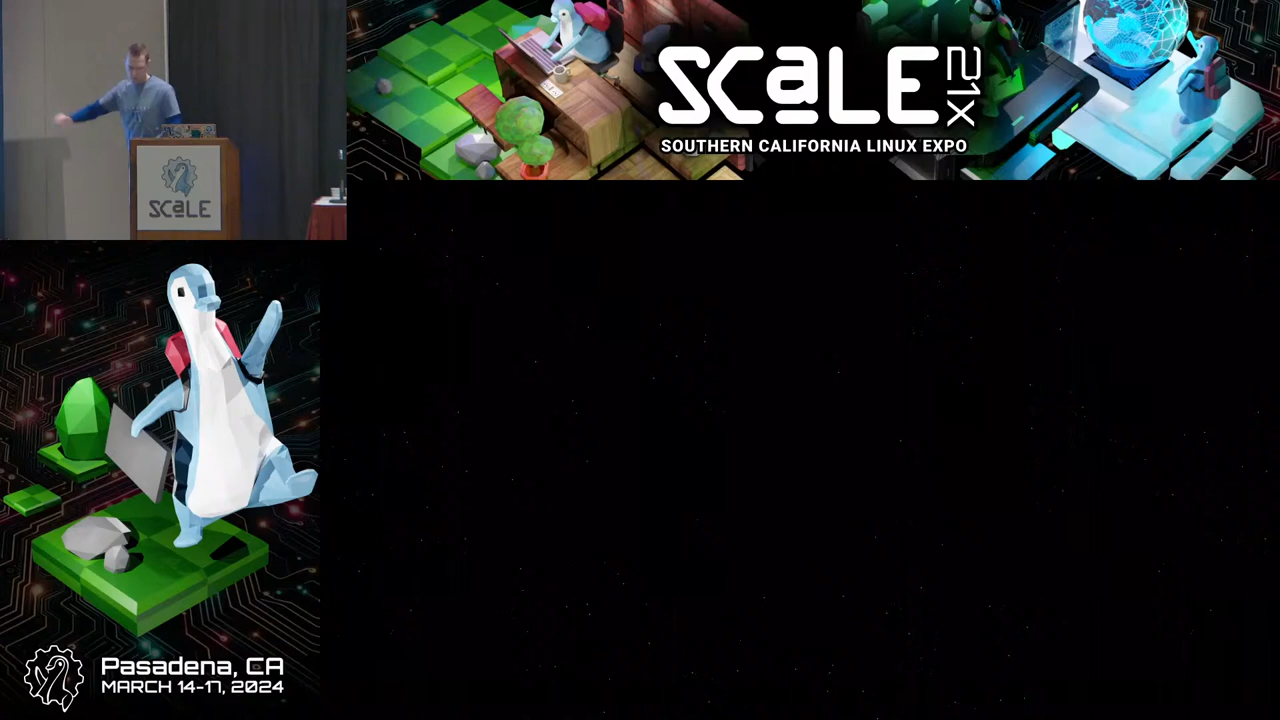 SCaLE 21X
SOUTHERN CALIFORNIA LINUX EXPO
SCaLE
Pasadena, CA
MARCH 14-17, 2024